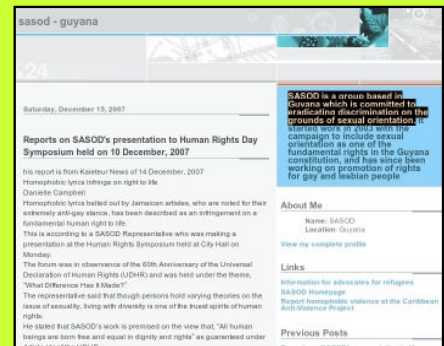 sasod - guyana
24
Saturday, December 15, 2007
Reports on SASOD's presentation to Human Rights Day
Symposium held on 10 December, 2007
his report is from Kaieteur News of 14 December, 2007
Homophobic lyrics infringe on right to life
Danielle Campbell
Homophobic lyrics belted out by Jamaican artistes, who are noted for their
extremely anti-gay stance, has been described as an infringement on a
fundamental human right to life.
This is according to a SASOD Representative who was making a
presentation at the Human Rights Symposium held at City Hall on
Monday.
The forum was in observance of the 60th Anniversary of the Universal
Declaration of Human Rights (UDHR) and was held under the theme,
"What Difference Has It Made?"
The representative said that though persons hold varying theories on the
issue of sexuality, living with diversity is one of the truest spirits of human
rights.
He stated that SASOD's work is premised on the view that, "All human
beings are born free and equal in dignity and rights" as guaranteed under
SASOD is a group based in
Guyana which is committed to
eradicating discrimination on the
grounds of sexual orientation. It
started work in 2003 with the
campaign to include sexual
orientation as one of the
fundamental rights in the Guyana
constitution, and has since been
working on promotion of rights
for gay and lesbian people
About Me
Name: SASOD
Location: Guyana
View my complete profile
Links
Information for advocates for refugees
SASOD Homepage
Report homophobic violence at the Caribbean
Anti-Violence Project
Previous Posts